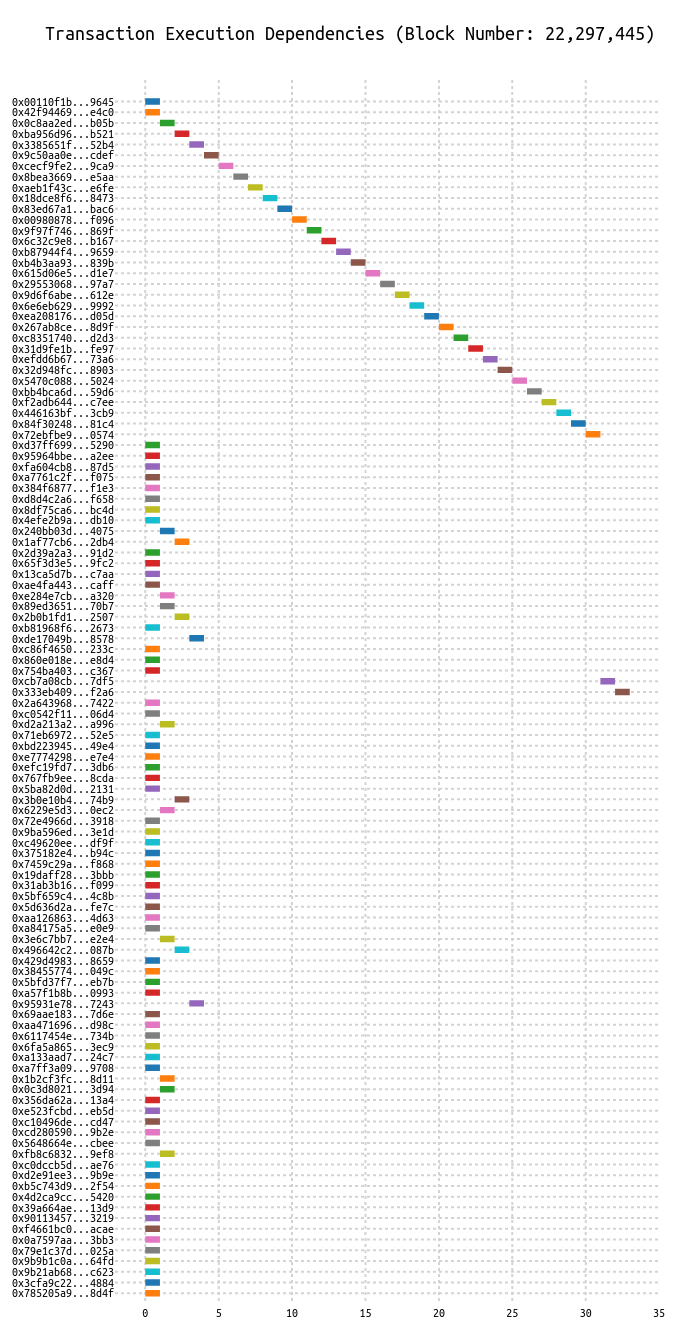 Transaction Execution Dependencies (Block Number: 22,297,445)
0x00110f1b...9645
0x42f94469...e4c0
0x0c8aa2ed...b05b
0xba956d96...b521
0x3385651f...52b4
0x9c50aa0e...cdef
0xcecf9fe2...9ca9
0x8bea3669...e5aa
0xaeb1f43c...e6fe
0x18dce8f6...8473
0x83ed67a1...bac6
0x00980878...f096
0x9f97f746...869f
0x6c32c9e8...b167
0xb87944f4...9659
0xb4b3aa93...839b
0x615d06e5...d1e7
0x29553068...97a7
0x9d6f6abe...612e
0x6e6eb629...9992
0xea208176...d05d
0x267ab8ce...8d9f
0xc8351740...d2d3
0x31d9fe1b...fe97
0xefdd6b67...73a6
0x32d948fc...8903
0x5470c088...5024
0xbb4bca6d...59d6
0xf2adb644...c7ee
0x446163bf...3cb9
0x84f30248...81c4
0x72ebfbe9...0574
0xd37ff699...5290
0x95964bbe...a2ee
0xfa604cb8...87d5
0xa7761c2f...f075
0x384f6877...f1e3
0xd8d4c2a6...f658
0x8df75ca6...bc4d
0x4efe2b9a...db10
0x240bb03d...4075
0x1af77cb6...2db4
0x2d39a2a3...91d2
0x65f3d3e5...9fc2
0x13ca5d7b...c7aa
0xae4fa443...caff
0xe284e7cb...a320
0x89ed3651...70b7
0x2b0b1fd1...2507
0xb81968f6...2673
0xde17049b...8578
0xc86f4650...233c
0x860e018e...e8d4
0x754ba403...c367
0xcb7a08cb...7df5
0x333eb409...f2a6
0x2a643968...7422
0xc0542f11...06d4
0xd2a213a2...a996
0x71eb6972...52e5
0xbd223945...49e4
0xe7774298...e7e4
0xefc19fd7...3db6
0x767fb9ee...8cda
0x5ba82d0d...2131
0x3b0e10b4...74b9
0x6229e5d3...0ec2
0x72e4966d...3918
0x9ba596ed...3e1d
0xc49620ee...df9f
0x375182e4...b94c
0x7459c29a...f868
0x19daff28...3bbb
0x31ab3b16...f099
0x5bf659c4...4c8b
0x5d636d2a...fe7c
0xaa126863...4d63
0xa84175a5...e0e9
0x3e6c7bb7...e2e4
0x496642c2...087b
0x429d4983...8659
0x38455774...049c
0x5bfd37f7...eb7b
0xa57f1b8b...0993
0x95931e78...7243
0x69aae183...7d6e
0xaa471696...d98c
0x6117454e...734b
0x6fa5a865...3ec9
0xa133aad7...24c7
0xa7ff3a09...9708
0x1b2cf3fc...8d11
0x0c3d8021...3d94
0x356da62a...13a4
0xe523fcbd...eb5d
0xc10496de...cd47
0xcd280590...9b2e
0x5648664e...cbee
0xfb8c6832...9ef8
0xc0dccb5d...ae76
0xd2e91ee3...9b9e
0xb5c743d9...2f54
0x4d2ca9cc...5420
0x39a664ae...13d9
0x90113457...3219
0xf4661bc0...acae
0x0a7597aa...3bb3
0x79e1c37d...025a
0x9b9b1c0a...64fd
0x9b21ab68...c623
0x3cfa9c22...4884
0x785205a9...8d4f
0 5 10 15 20 25 30 35